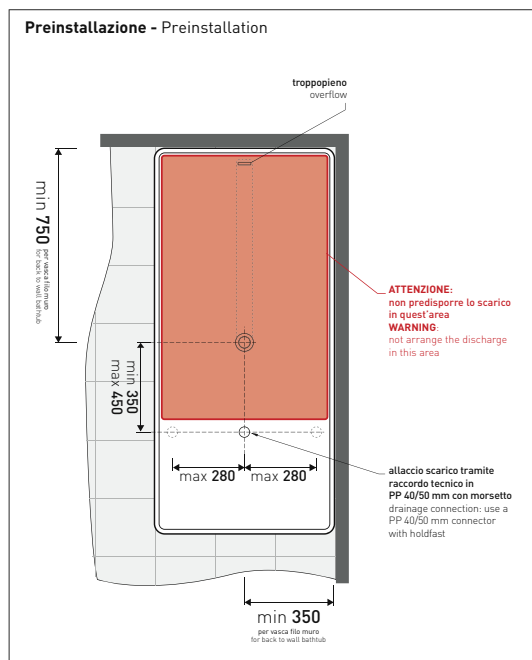 Preinstallazione - Preinstallation
troppopieno
overflow
min 750
per vasca filo muro
for back to wall bathtub
ATTENZIONE:
non predisporre lo scarico
in quest'area
WARNING:
not arrange the discharge
in this area
min 350
max 450
max 280
max 280
allaccio scarico tramite
raccordo tecnico in
PP 40/50 mm con morsetto
drainage connection: use a
PP 40/50 mm connector
with holdfast
min 350
per vasca filo muro
for back to wall bathtub